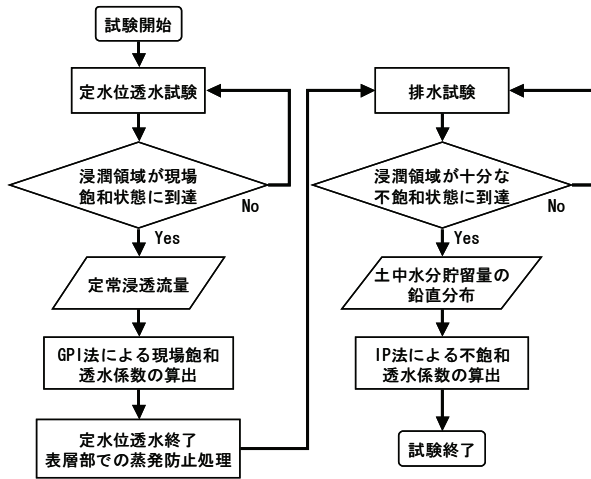 試験開始
定水位透水試験
浸潤領域が現場
飽和状態に到達
No
Yes
定常浸透流量
GPI法による現場飽和
透水係数の算出
定水位透水終了
表層部での蒸発防止処理
排水試験
浸潤領域が十分な
不飽和状態に到達
No
Yes
土中水分貯留量の
鉛直分布
IP法による不飽和
透水係数の算出
試験終了